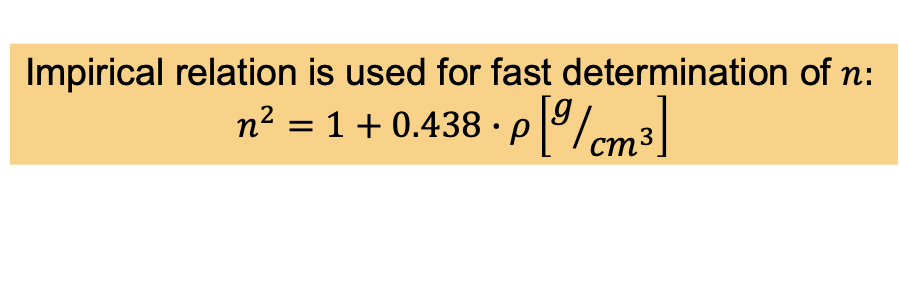 Impirical relation is used for fast determination of n:
n² = 1 + 0.438 · ρ [g/cm³]